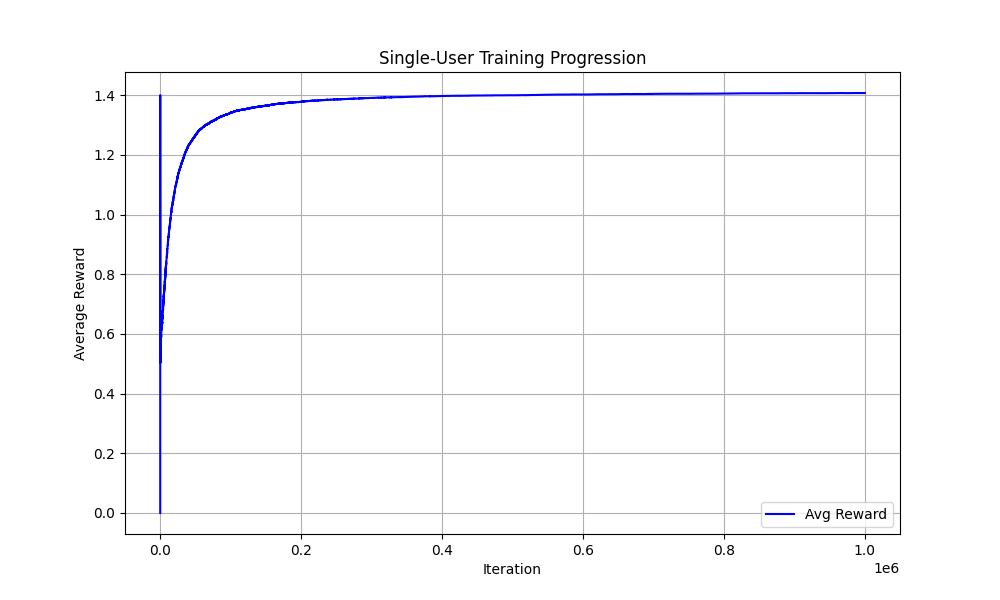 Single-User Training Progression
Average Reward
1.4
1.2
1.0
0.8
0.6
0.4
0.2
0.0
Avg Reward
0.0 0.2 0.4 0.6 0.8 1.0
1e6
Iteration